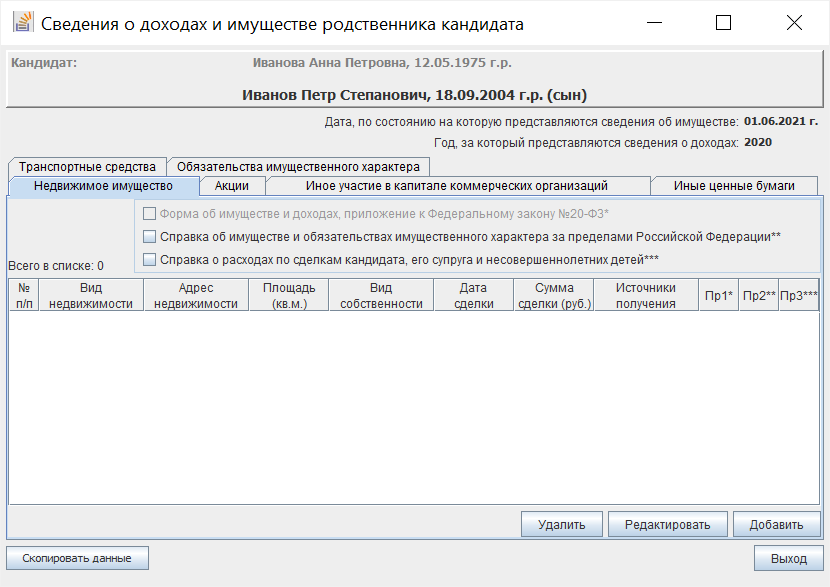 Сведения о доходах и имуществе родственника кандидата
Кандидат: Иванова Анна Петровна, 12.05.1975 г.р.
Иванов Петр Степанович, 18.09.2004 г.р. (сын)
Дата, по состоянию на которую представляются сведения об имуществе: 01.06.2021 г.
Год, за который представляются сведения о доходах: 2020
Транспортные средства Обязательства имущественного характера
Недвижимое имущество Акции Иное участие в капитале коммерческих организаций Иные ценные бумаги
Форма об имуществе и доходах, приложение к Федеральному закону №20-ФЗ*
Справка об имуществе и обязательствах имущественного характера за пределами Российской Федерации**
Справка о расходах по сделкам кандидата, его супруга и несовершеннолетних детей***
Всего в списке: 0
№ Вид Адрес Площадь Вид Дата Сумма Источники
п/п недвижимости недвижимости (кв.м.) собственности сделки сделки (руб.) получения Пр1* Пр2** Пр3***
Удалить Редактировать Добавить
Скопировать данные Выход